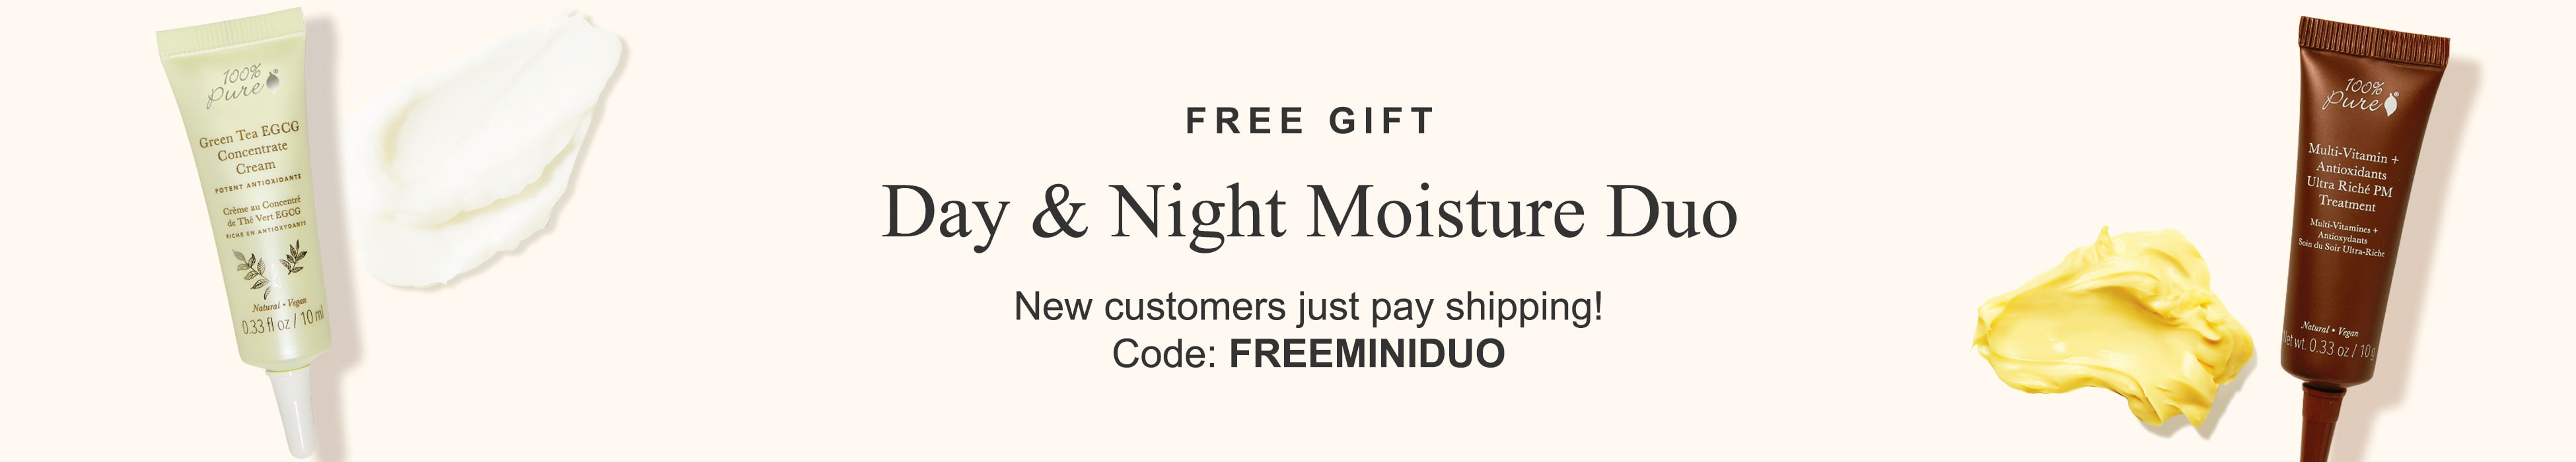 100%
Pure®
Green Tea EGCG
Concentrate
Cream
POTENT ANTIOXIDANTS
Crème au Concentré
de Thé Vert EGCG
RICHE EN ANTIOXYDANTS
Natural • Vegan
0.33 fl oz / 10 ml
FREE GIFT
Day & Night Moisture Duo
New customers just pay shipping!
Code: FREEMINIDUO
100%
Pure®
Multi-Vitamin +
Antioxidants
Ultra Riché PM
Treatment
Multi-Vitamines +
Antioxydants
Soin du Soir Ultra-Riche
Natural • Vegan
Net wt. 0.33 oz / 10 g